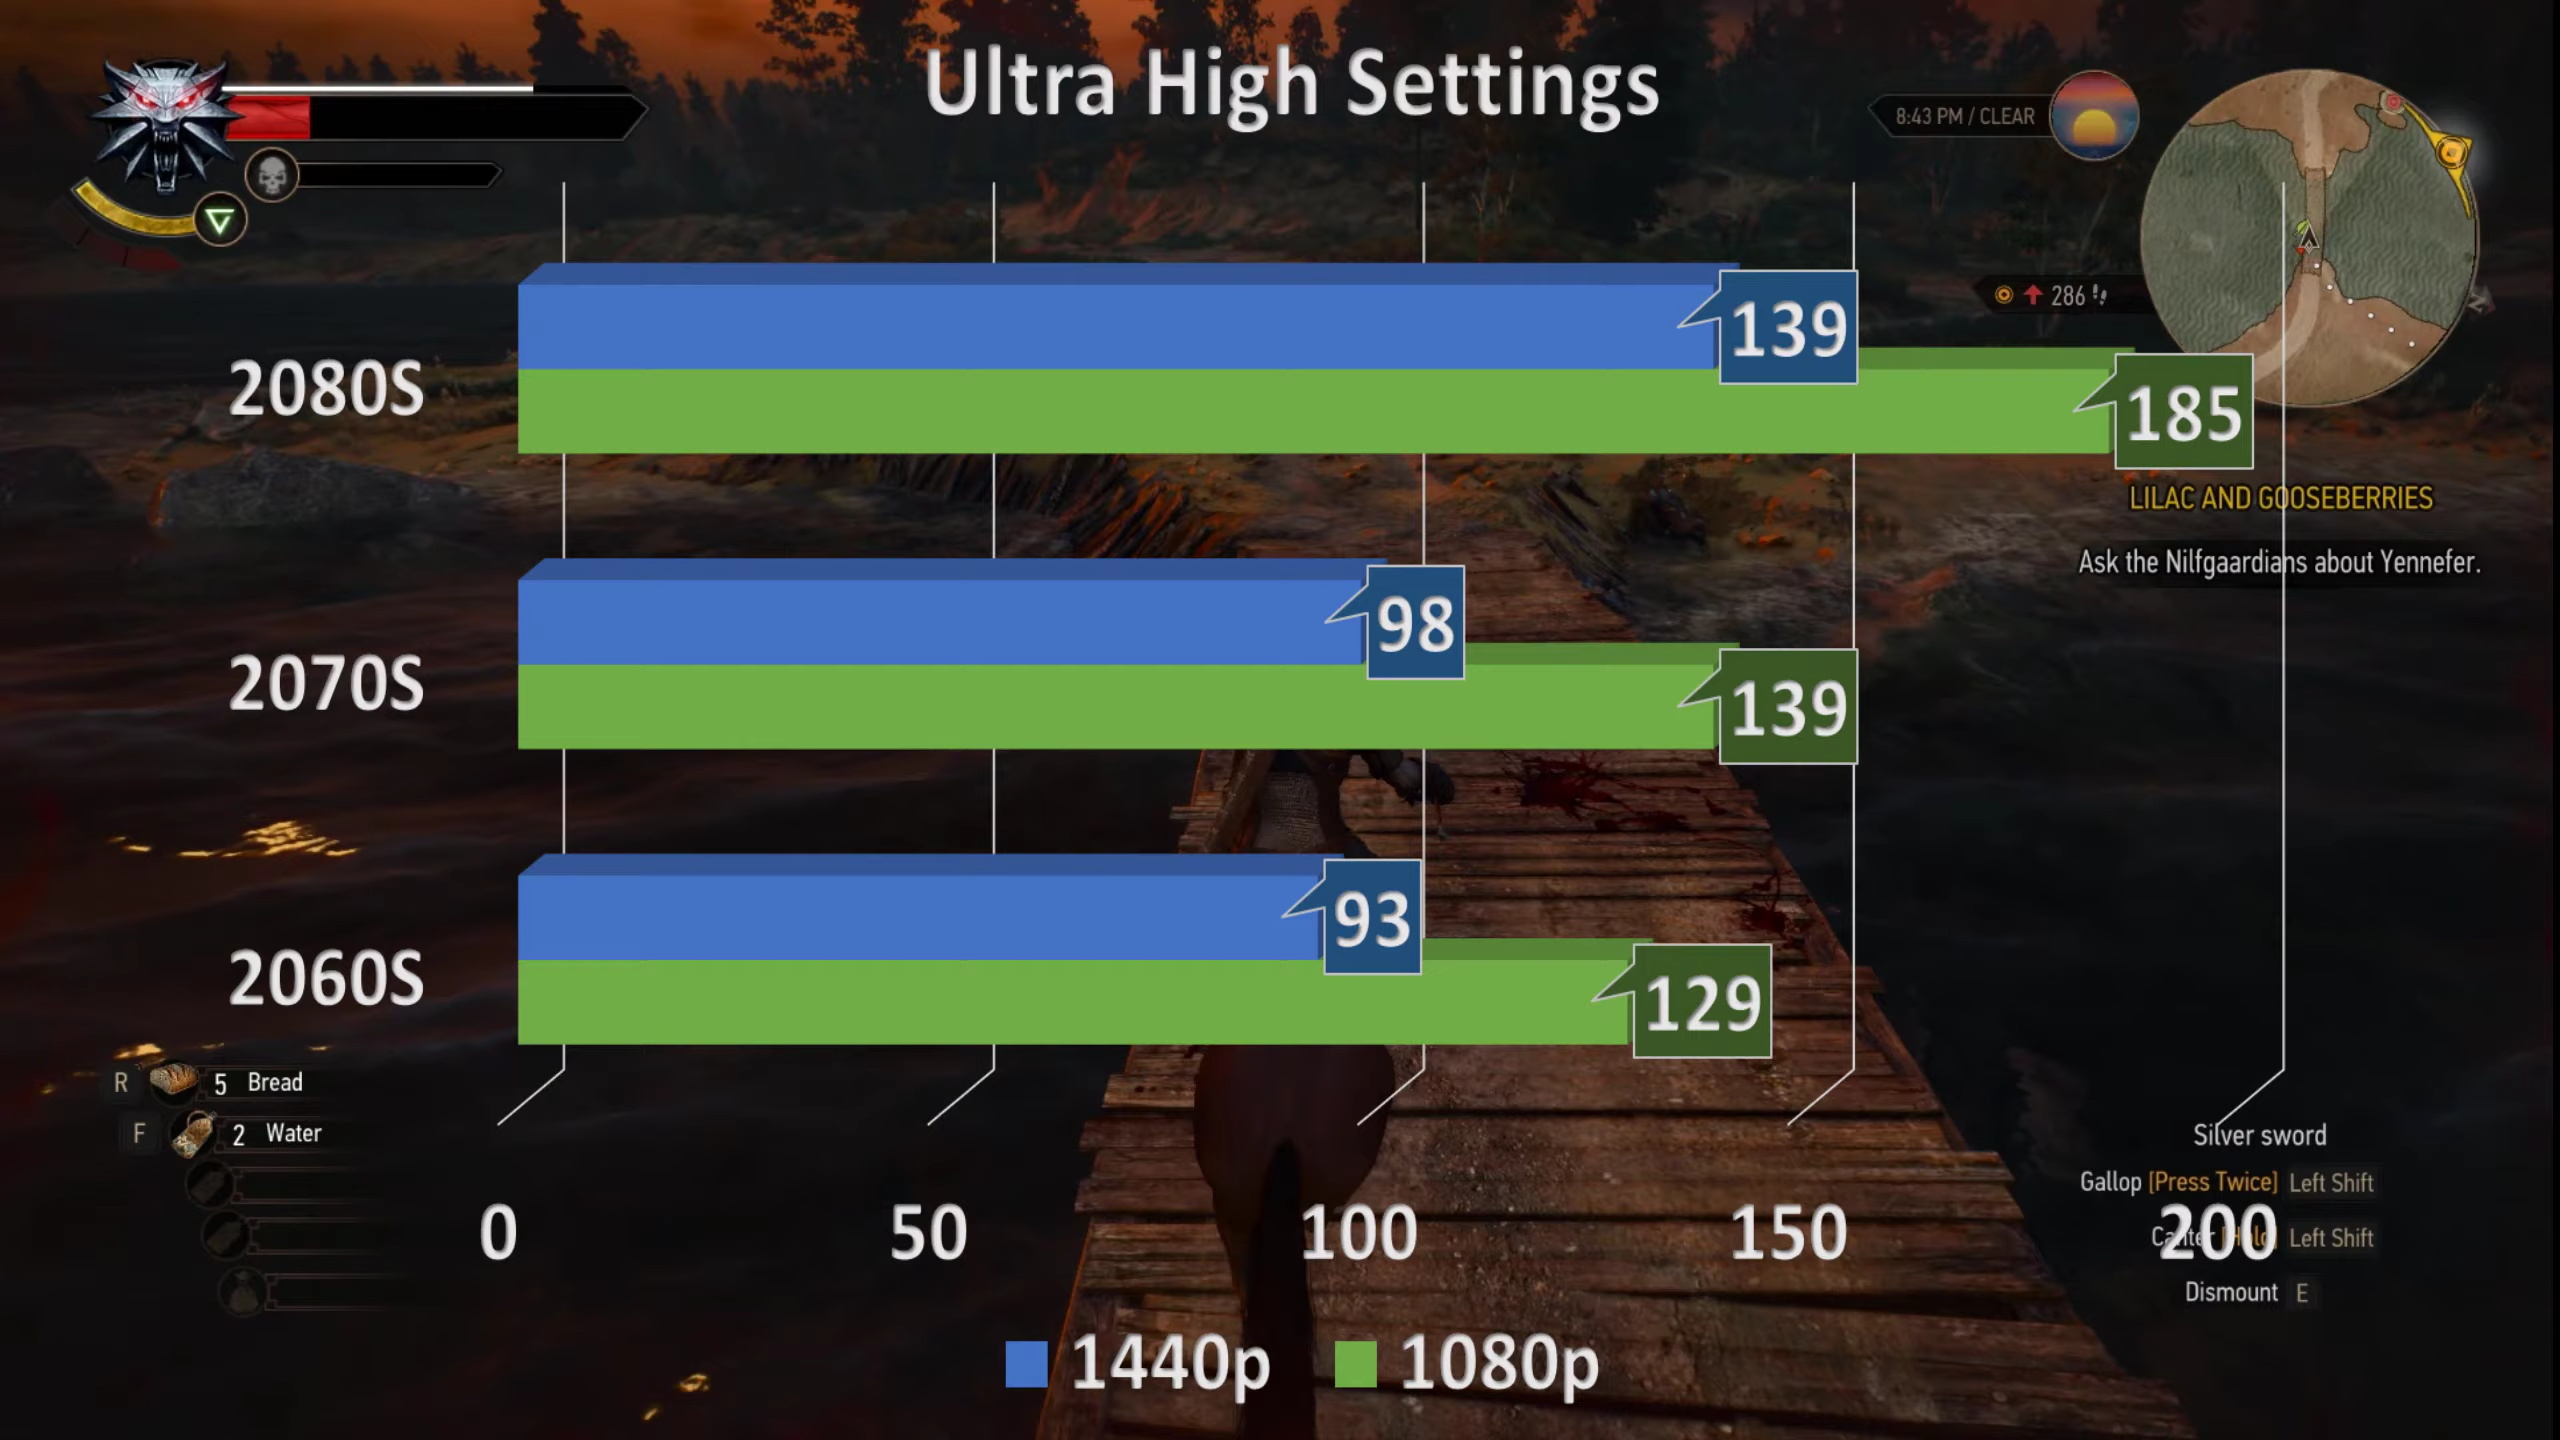 Ultra High Settings
8:43 PM / CLEAR
286
2080S
139
185
LILAC AND GOOSEBERRIES
Ask the Nilfgaardians about Yennefer.
2070S
98
139
2060S
93
129
R 5 Bread
F 2 Water
Silver sword
Gallop [Press Twice] Left Shift
0 50 100 150 200
Canter [Hold] Left Shift
Dismount E
1440p 1080p